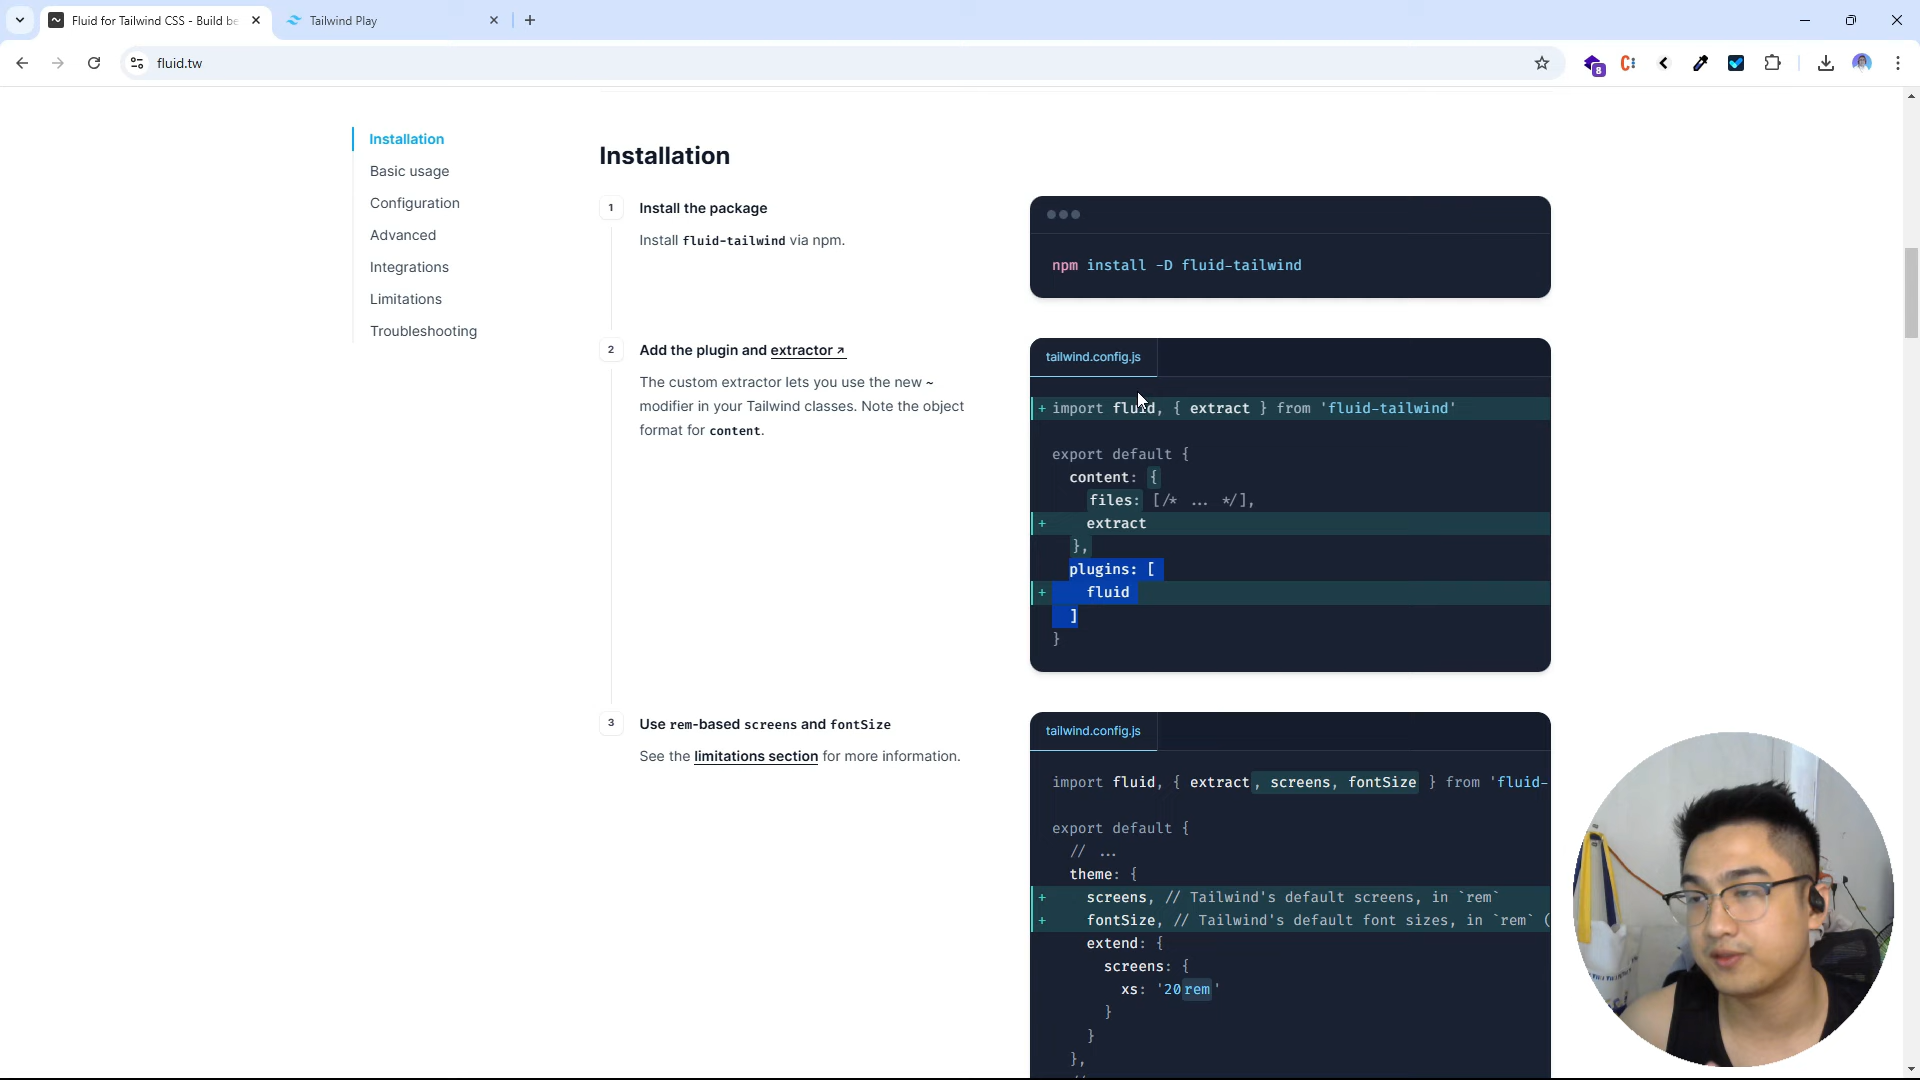 Fluid for Tailwind CSS - Build be
Tailwind Play
fluid.tw
8
Installation
Basic usage
Configuration
Advanced
Integrations
Limitations
Troubleshooting
Installation
1
Install the package
Install fluid-tailwind via npm.
npm install -D fluid-tailwind
2
Add the plugin and extractor ↗
The custom extractor lets you use the new ~
modifier in your Tailwind classes. Note the object
format for content.
tailwind.config.js
+ import fluid, { extract } from 'fluid-tailwind'
export default {
content: {
files: [/* ... */],
+ extract
},
plugins: [
+ fluid
]
}
3
Use rem-based screens and fontSize
See the limitations section for more information.
tailwind.config.js
import fluid, { extract, screens, fontSize } from 'fluid-
export default {
// ...
theme: {
+ screens, // Tailwind's default screens, in `rem`
+ fontSize, // Tailwind's default font sizes, in `rem` (
extend: {
screens: {
xs: '20rem'
}
}
},